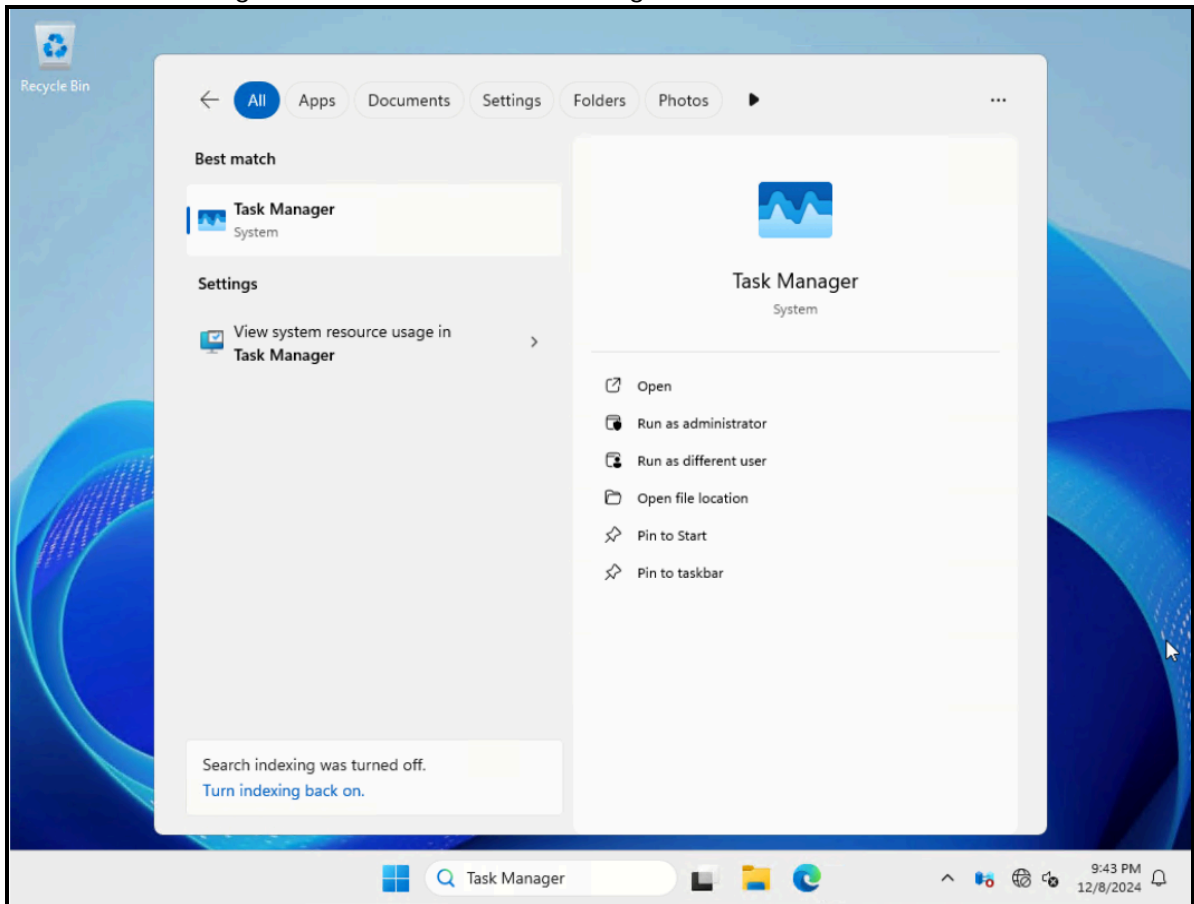 Recycle Bin
All Apps Documents Settings Folders Photos ...
Best match
Task Manager
System
Settings
View system resource usage in
Task Manager
Search indexing was turned off.
Turn indexing back on.
Task Manager
System
Open
Run as administrator
Run as different user
Open file location
Pin to Start
Pin to taskbar
Task Manager
9:43 PM
12/8/2024